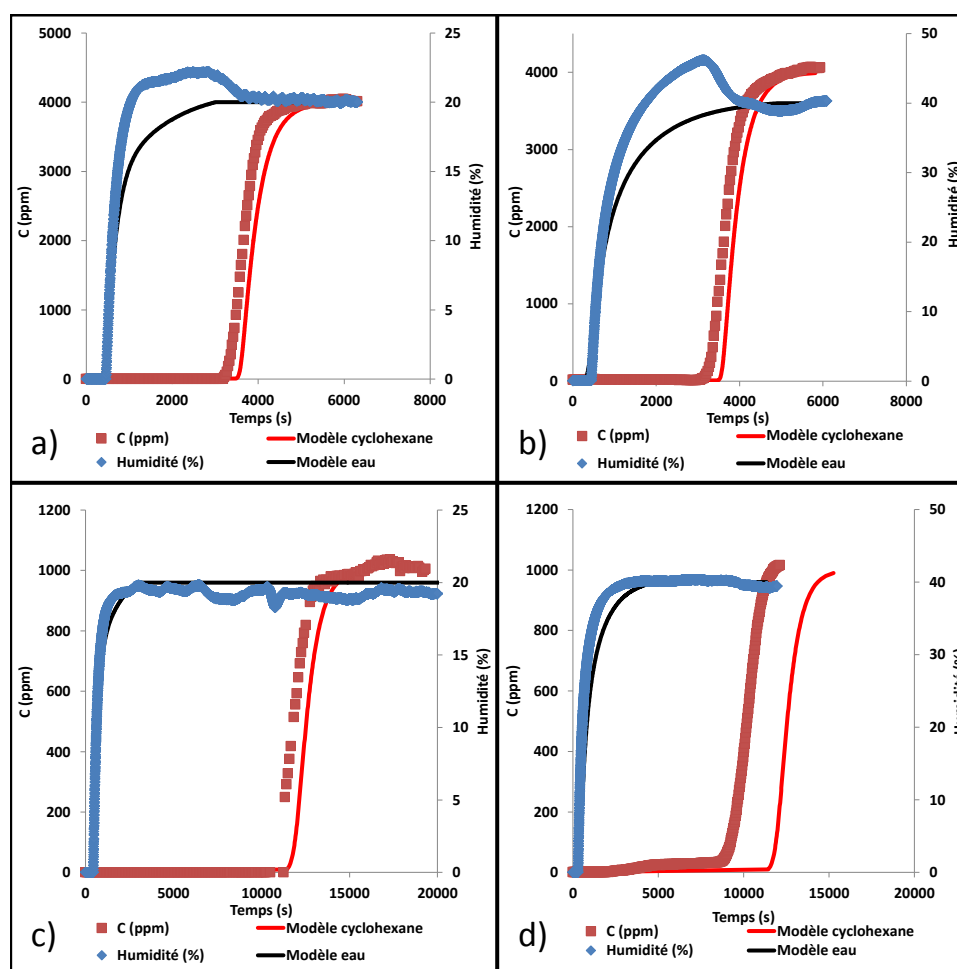 5000
4000
3000
2000
1000
0
C (ppm)
25
20
15
10
5
0
Humidité (%)
0 2000 4000 6000 8000
Temps (s)
C (ppm) Modèle cyclohexane
Humidité (%) Modèle eau
a)
4000
3000
2000
1000
0
C (ppm)
50
40
30
20
10
0
Humidité (%)
0 2000 4000 6000 8000
Temps (s)
C (ppm) Modèle cyclohexane
Humidité (%) Modèle eau
b)
1200
1000
800
600
400
200
0
C (ppm)
25
20
15
10
5
0
Humidité (%)
0 5000 10000 15000 20000
Temps (s)
C (ppm) Modèle cyclohexane
Humidité (%) Modèle eau
c)
1200
1000
800
600
400
200
0
C (ppm)
50
40
30
20
10
0
Humidité (%)
0 5000 10000 15000 20000
Temps (s)
C (ppm) Modèle cyclohexane
Humidité (%) Modèle eau
d)